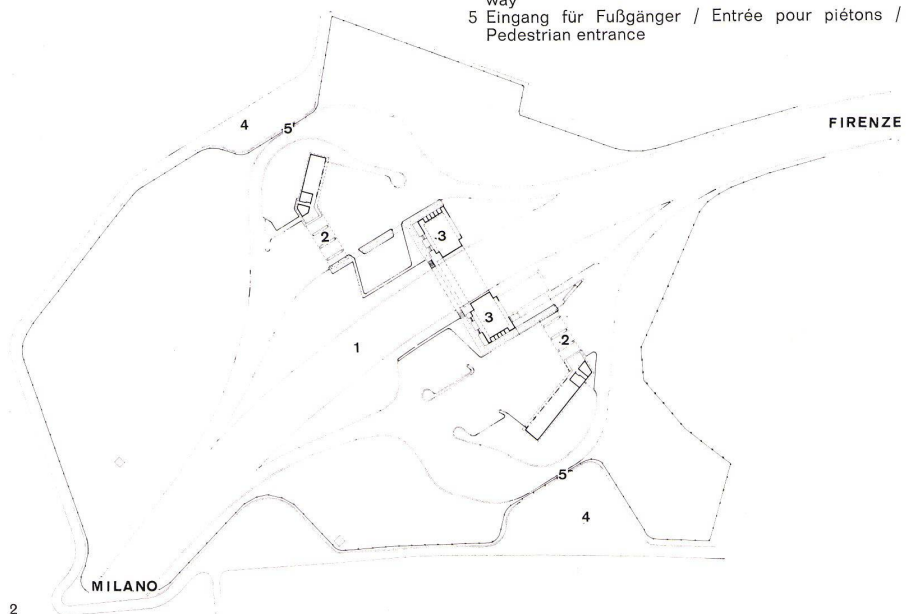 way
5 Eingang für Fußgänger / Entrée pour piétons /
Pedestrian entrance
4
5
FIRENZE
3
2
3
1
2
5
4
MILANO
2